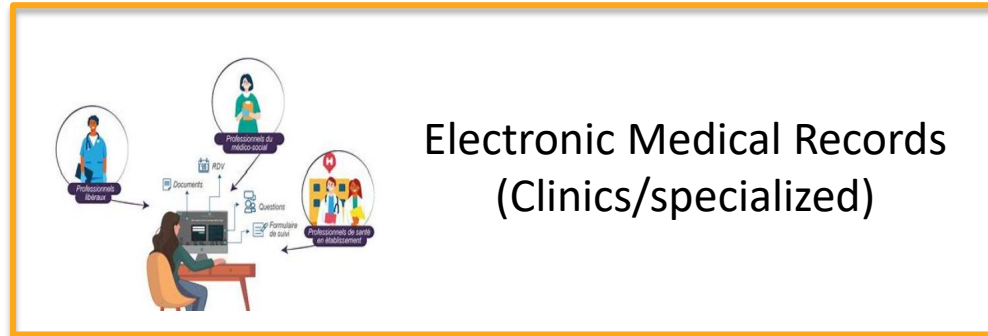 Professionnels du
médico-social
Professionnels
libéraux
RDV
Documents
Questions
Formulaire
de suivi
H
Professionnels de santé
en établissement
Electronic Medical Records
(Clinics/specialized)